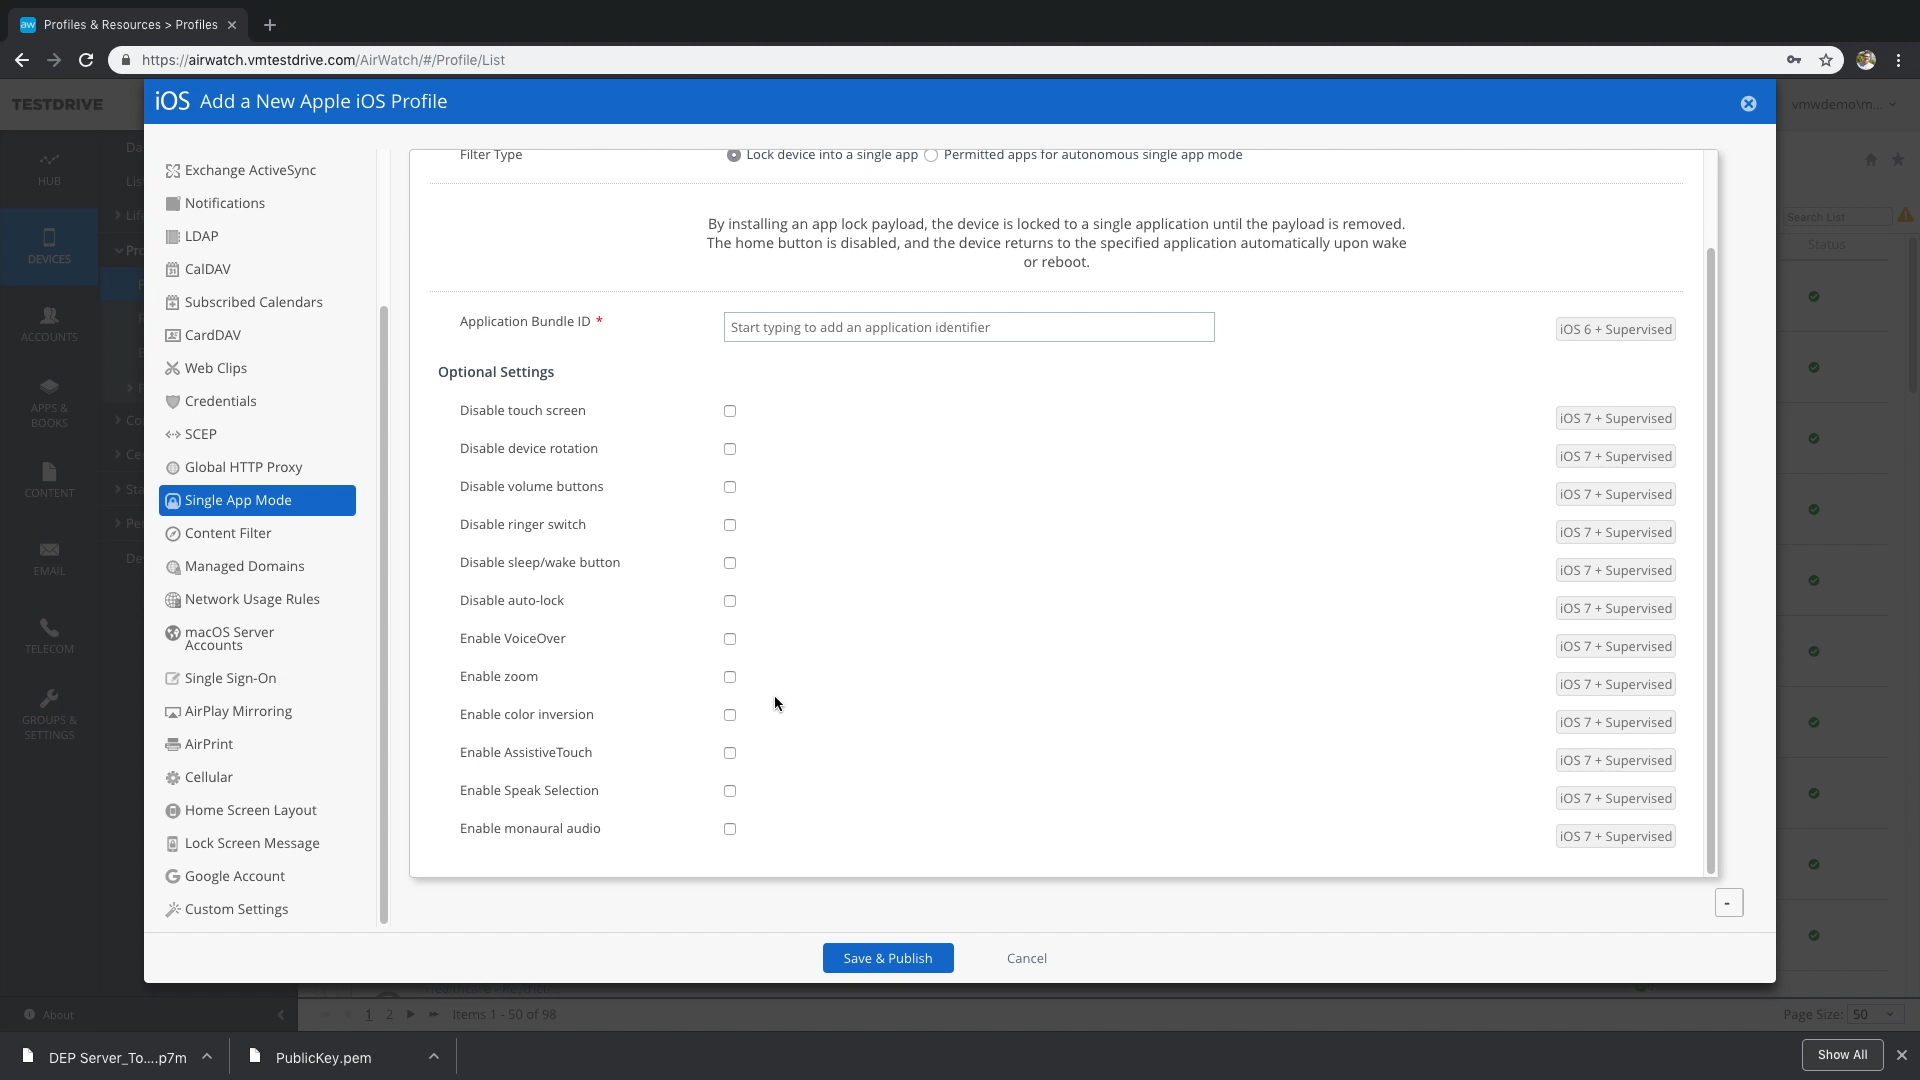 aw Profiles & Resources > Profiles
https://airwatch.vmtestdrive.com/AirWatch/#/Profile/List
TESTDRIVE
iOS Add a New Apple iOS Profile
vmwdemo\m...
HUB
DEVICES
ACCOUNTS
APPS &
BOOKS
CONTENT
EMAIL
TELECOM
GROUPS &
SETTINGS
About
Exchange ActiveSync
Notifications
LDAP
CalDAV
Subscribed Calendars
CardDAV
Web Clips
Credentials
SCEP
Global HTTP Proxy
Single App Mode
Content Filter
Managed Domains
Network Usage Rules
macOS Server
Accounts
Single Sign-On
AirPlay Mirroring
AirPrint
Cellular
Home Screen Layout
Lock Screen Message
Google Account
Custom Settings
Filter Type Lock device into a single app Permitted apps for autonomous single app mode
By installing an app lock payload, the device is locked to a single application until the payload is removed.
The home button is disabled, and the device returns to the specified application automatically upon wake
or reboot.
Application Bundle ID * Start typing to add an application identifier iOS 6 + Supervised
Optional Settings
Disable touch screen iOS 7 + Supervised
Disable device rotation iOS 7 + Supervised
Disable volume buttons iOS 7 + Supervised
Disable ringer switch iOS 7 + Supervised
Disable sleep/wake button iOS 7 + Supervised
Disable auto-lock iOS 7 + Supervised
Enable VoiceOver iOS 7 + Supervised
Enable zoom iOS 7 + Supervised
Enable color inversion iOS 7 + Supervised
Enable AssistiveTouch iOS 7 + Supervised
Enable Speak Selection iOS 7 + Supervised
Enable monaural audio iOS 7 + Supervised
-
Save & Publish Cancel
Search List
Status
1 2 Items 1 - 50 of 98
Page Size: 50
DEP Server_To....p7m PublicKey.pem Show All